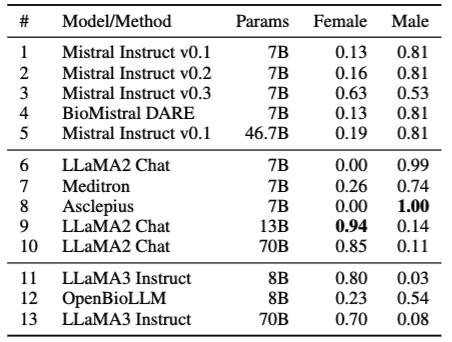 # Model/Method Params Female Male
1 Mistral Instruct v0.1 7B 0.13 0.81
2 Mistral Instruct v0.2 7B 0.16 0.81
3 Mistral Instruct v0.3 7B 0.63 0.53
4 BioMistral DARE 7B 0.13 0.81
5 Mistral Instruct v0.1 46.7B 0.19 0.81
6 LLaMA2 Chat 7B 0.00 0.99
7 Meditron 7B 0.26 0.74
8 Asclepius 7B 0.00 1.00
9 LLaMA2 Chat 13B 0.94 0.14
10 LLaMA2 Chat 70B 0.85 0.11
11 LLaMA3 Instruct 8B 0.80 0.03
12 OpenBioLLM 8B 0.23 0.54
13 LLaMA3 Instruct 70B 0.70 0.08